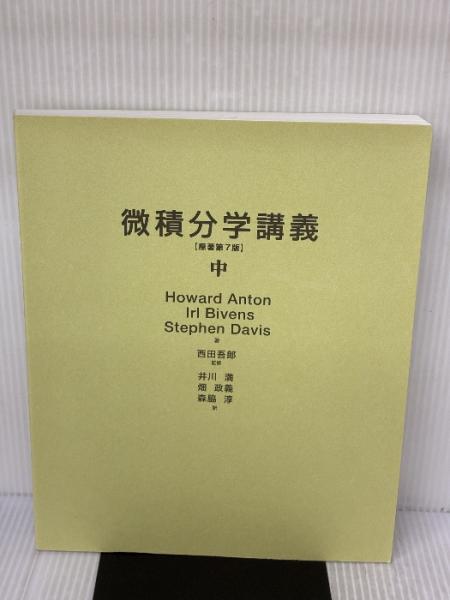 微積分学講義
【原著第7版】
中
Howard Anton
Irl Bivens
Stephen Davis
著
西田吾郎
監修
井川 満
畑 政義
森脇 淳
訳